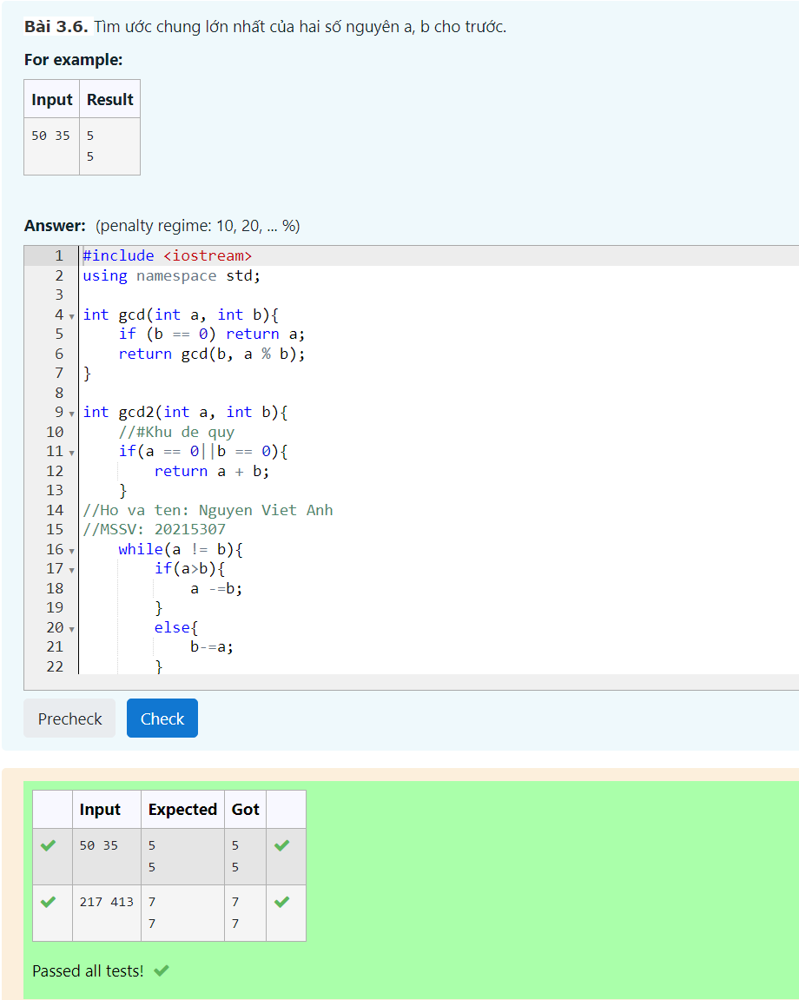 Bài 3.6. Tìm ước chung lớn nhất của hai số nguyên a, b cho trước.
For example:
Input Result
50 35 5
5
Answer: (penalty regime: 10, 20, ... %)
1 #include <iostream>
2 using namespace std;
3
4 int gcd(int a, int b){
5     if (b == 0) return a;
6     return gcd(b, a % b);
7 }
8
9 int gcd2(int a, int b){
10     //#Khu de quy
11     if(a == 0||b == 0){
12         return a + b;
13     }
14 //Ho va ten: Nguyen Viet Anh
15 //MSSV: 20215307
16     while(a != b){
17         if(a>b){
18             a -=b;
19         }
20         else{
21             b-=a;
22         }
Precheck Check
Input Expected Got
50 35 5 5
5 5
217 413 7 7
7 7
Passed all tests!